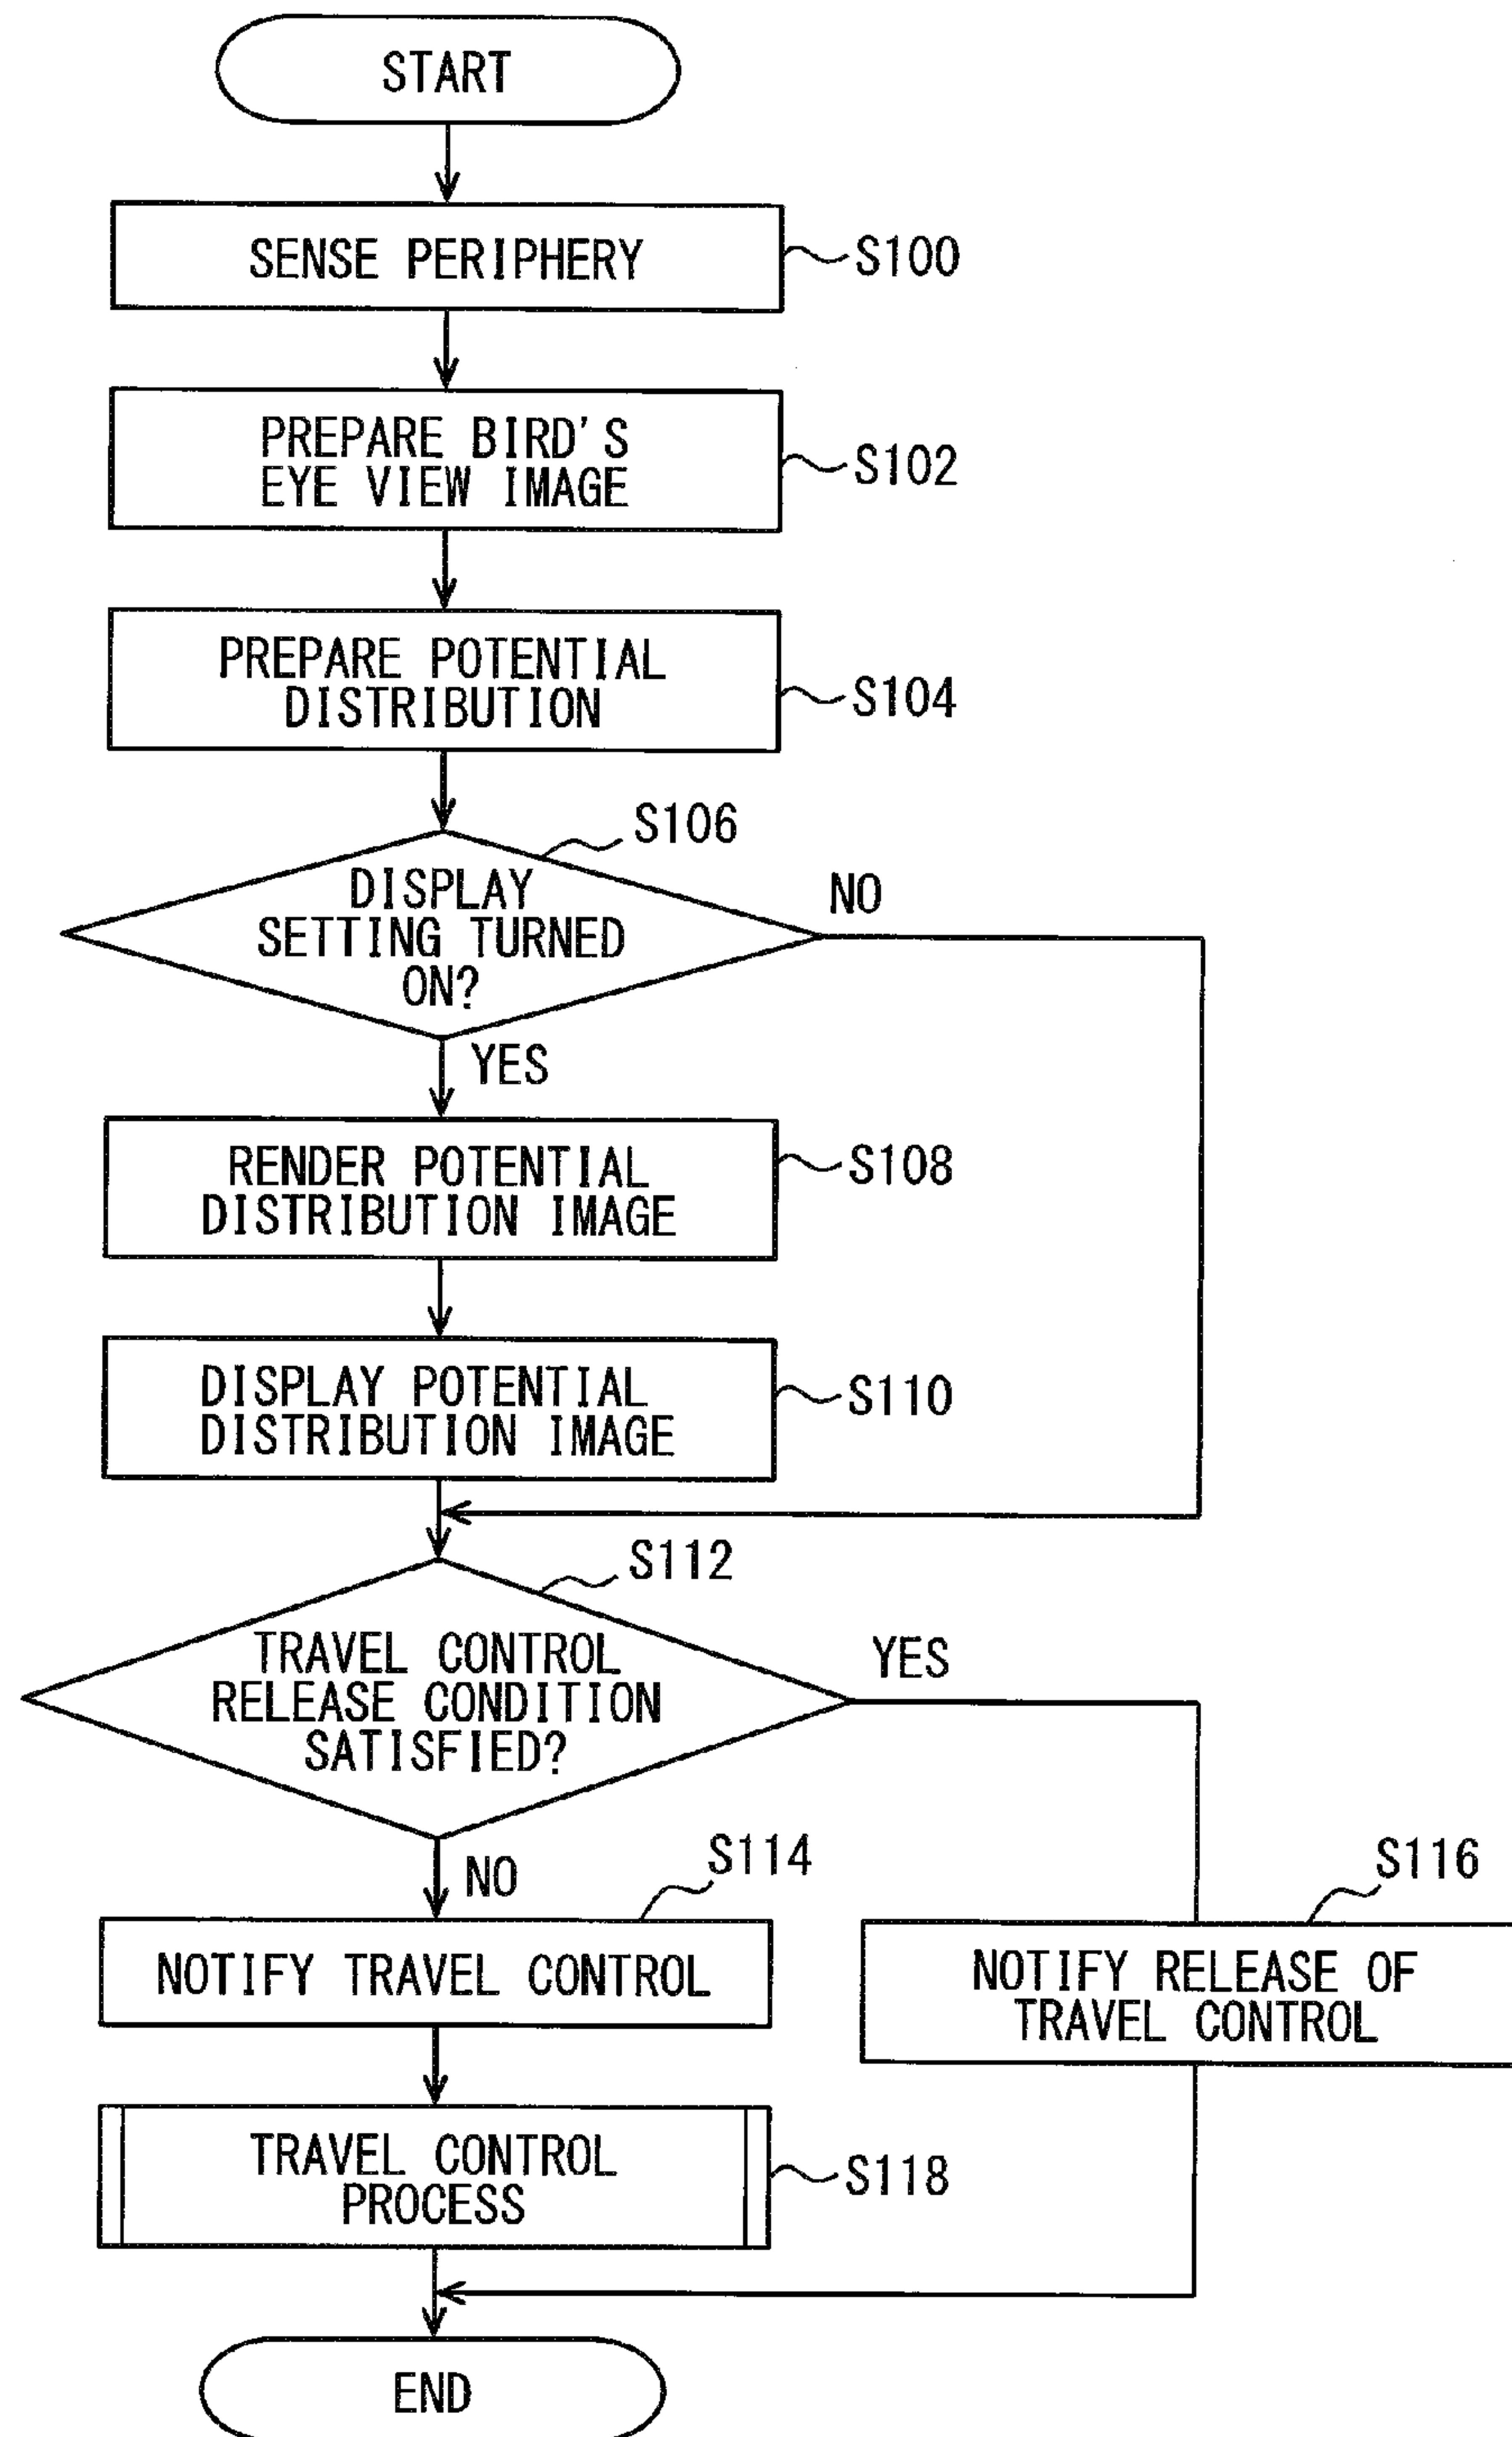 START
SENSE PERIPHERY
S100
PREPARE BIRD'S
EYE VIEW IMAGE
S102
PREPARE POTENTIAL
DISTRIBUTION
S104
S106
DISPLAY
SETTING TURNED
ON?
NO
YES
RENDER POTENTIAL
DISTRIBUTION IMAGE
S108
DISPLAY POTENTIAL
DISTRIBUTION IMAGE
S110
S112
TRAVEL CONTROL
RELEASE CONDITION
SATISFIED?
YES
NO
S114
NOTIFY TRAVEL CONTROL
S116
NOTIFY RELEASE OF
TRAVEL CONTROL
TRAVEL CONTROL
PROCESS
S118
END